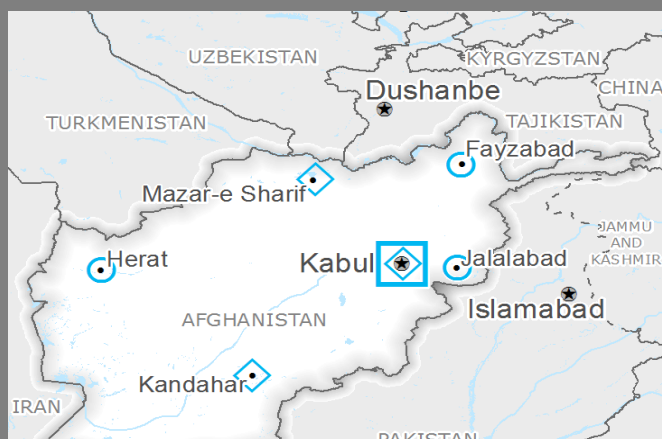 UZBEKISTAN
KYRGYZSTAN
CHINA
Dushanbe
TURKMENISTAN
TAJIKISTAN
Fayzabad
Mazar-e Sharif
JAMMU
AND
KASHMIR
Herat
Kabul
Jalalabad
Islamabad
AFGHANISTAN
Kandahar
IRAN
PAKISTAN